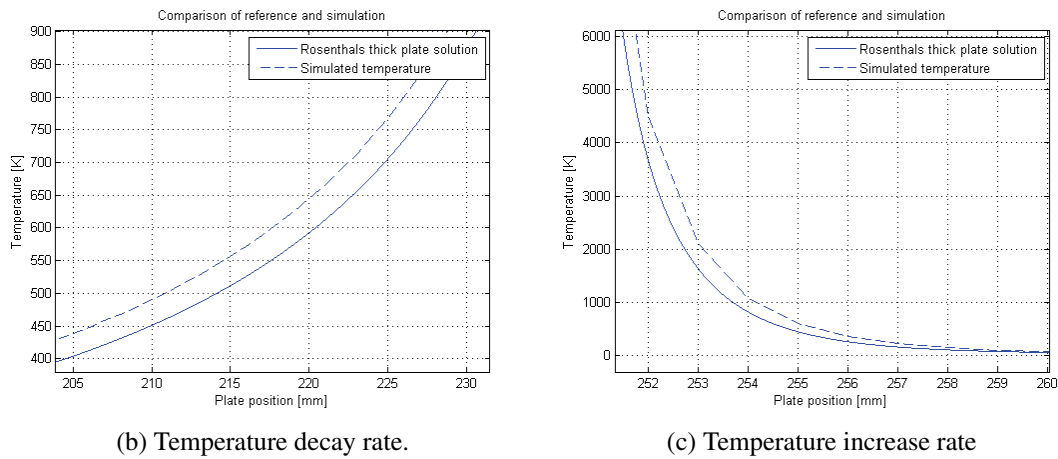 Comparison of reference and simulation
900
850
800
750
700
650
600
550
500
450
400
Temperature [K]
Rosenthals thick plate solution
Simulated temperature
205 210 215 220 225 230
Plate position [mm]
(b) Temperature decay rate.
Comparison of reference and simulation
6000
5000
4000
3000
2000
1000
0
Temperature [K]
Rosenthals thick plate solution
Simulated temperature
252 253 254 255 256 257 258 259 260
Plate position [mm]
(c) Temperature increase rate